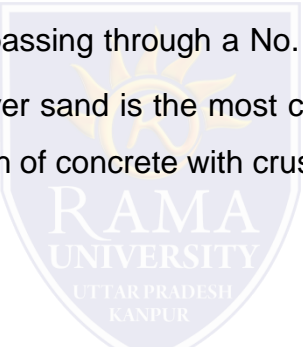 passing through a No.
ver sand is the most c
n of concrete with crus
RAMA
UNIVERSITY
UTTAR PRADESH
KANPUR